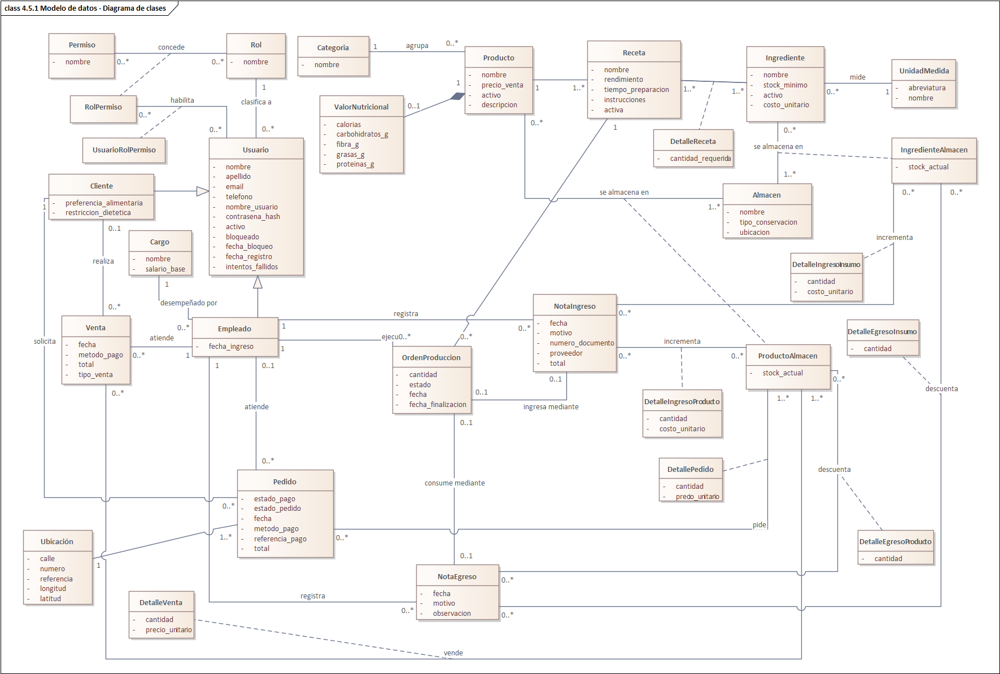 class 4.5.1 Modelo de datos - Diagrama de clases
Permiso
- nombre
concede
0..*
0..*
Rol
- nombre
Categoria
- nombre
1
agrupa
0..*
Producto
- nombre
- precio_venta
- activo
- descripcion
1
1..*
Receta
- nombre
- rendimiento
- tiempo_preparacion
- instrucciones
- activa
1..*
1..*
Ingrediente
- nombre
- stock_minimo
- activo
- costo_unitario
0..*
mide
1
UnidadMedida
- abreviatura
- nombre
RolPermiso
habilita
0..*
0..*
1
clasifica a
0..*
UsuarioRolPermiso
Usuario
- nombre
- apellido
- email
- telefono
- nombre_usuario
- contrasena_hash
- activo
- bloqueado
- fecha_bloqueo
- fecha_registro
- intentos_fallidos
ValorNutricional
- calorias
- carbohidratos_g
- fibra_g
- grasas_g
- proteinas_g
0..1
1
0..*
1
DetalleReceta
- cantidad_requerida
0..*
se almacena en
1..*
IngredienteAlmacen
- stock_actual
0..*
0..*
Cliente
- preferencia_alimentaria
- restriccion_dietetica
1
0..1
realiza
0..*
se almacena en
1..*
Almacen
- nombre
- tipo_conservacion
- ubicacion
Cargo
- nombre
- salario_base
1
desempeñado por
0..*
incrementa
DetalleIngresoInsumo
- cantidad
- costo_unitario
Venta
- fecha
- metodo_pago
- total
- tipo_venta
solicita
atiende
0..*
1
0..*
Empleado
- fecha_ingreso
1
registra
0..*
1
ejecu0..*
0..*
1
0..1
NotaIngreso
- fecha
- motivo
- numero_documento
- proveedor
- total
0..*
0..*
incrementa
0..*
0..1
OrdenProduccion
- cantidad
- estado
- fecha
- fecha_finalizacion
0..1
ingresa mediante
0..1
DetalleEgresoInsumo
- cantidad
descuenta
ProductoAlmacen
- stock_actual
0..*
1..*
1..*
DetalleIngresoProducto
- cantidad
- costo_unitario
atiende
0..*
DetallePedido
- cantidad
- precio_unitario
descuenta
consume mediante
Pedido
- estado_pago
- estado_pedido
- fecha
- metodo_pago
- referencia_pago
- total
0..*
1..*
0..*
pide
DetalleEgresoProducto
- cantidad
Ubicación
- calle
- numero
- referencia
- longitud
- latitud
1
0..1
NotaEgreso
- fecha
- motivo
- observacion
0..*
0..*
registra
0..*
DetalleVenta
- cantidad
- precio_unitario
vende